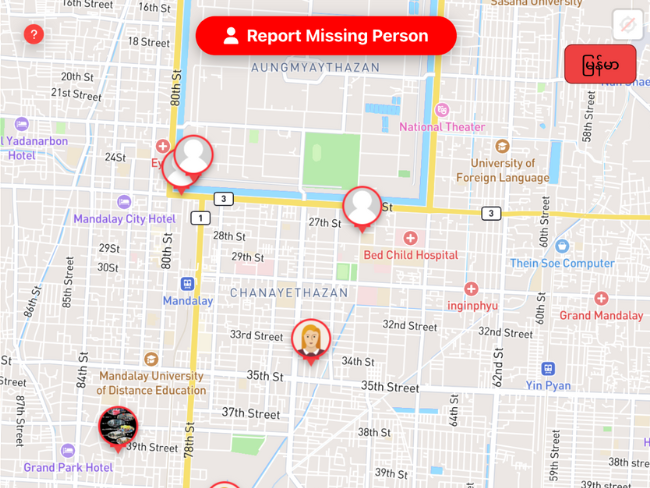 16th St
16th Street
Sasana University
Report Missing Person
18 Street
?
AUNGMYAYTHAZAN
မြန်မာ
20th St
21st Street
80th St
58th St
National Theater
Yadanarbon
Hotel
24St
University of
Foreign Language
3
St
3
Mandalay City Hotel
1
27th St
28th St
29St
29th St
30St
80th St
Bed Child Hospital
60th Street
Thein Soe Computer
85th Street
86th St
Mandalay
CHANAYETHAZAN
inginphyu
60th St
Grand Mandalay
33rd Street
32nd Street
32nd Street
34th St
84th St
Mandalay University
of Distance Education
35th St
35th Street
62nd St
Yin Pyan
87th St
37th Street
64th St
38th St
39th Street
78th St
39th St
59th St
Grand Park Hotel